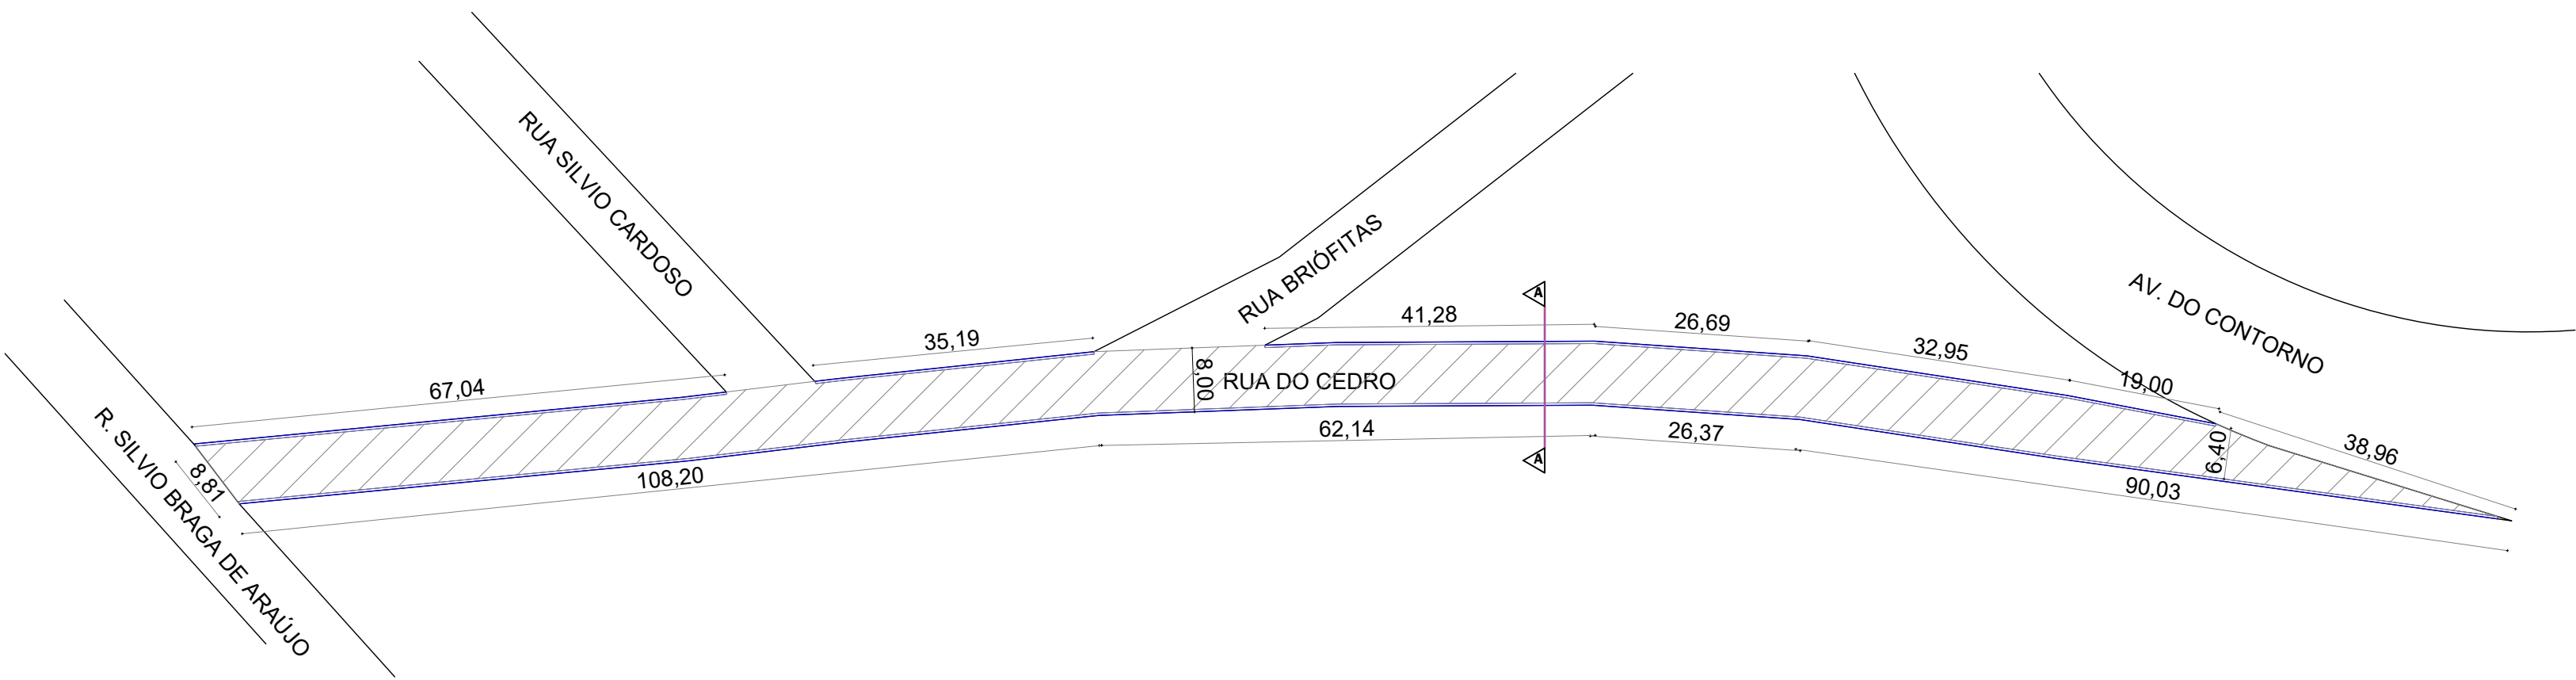 RUA SILVIO CARDOSO
RUA BRIÓFITAS
AV. DO CONTORNO
A
41,28
26,69
35,19
32,95
19,00
67,04
8,00
RUA DO CEDRO
R. SILVIO BRAGA DE ARAÚJO
8,81
108,20
62,14
26,37
A
6,40
38,96
90,03